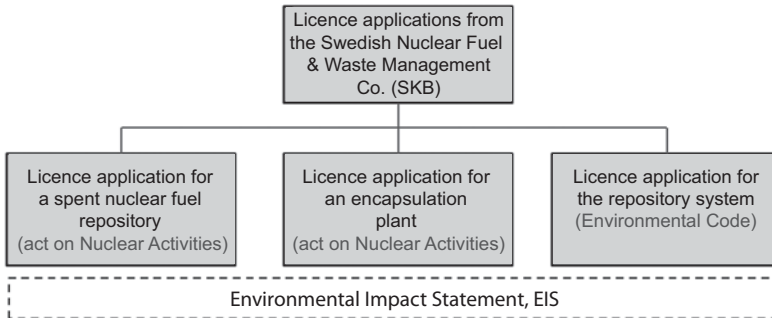 Licence applications from
the Swedish Nuclear Fuel
& Waste Management
Co. (SKB)
Licence application for
a spent nuclear fuel
repository
(act on Nuclear Activities)
Licence application for
an encapsulation
plant
(act on Nuclear Activities)
Licence application for
the repository system
(Environmental Code)
Environmental Impact Statement, EIS